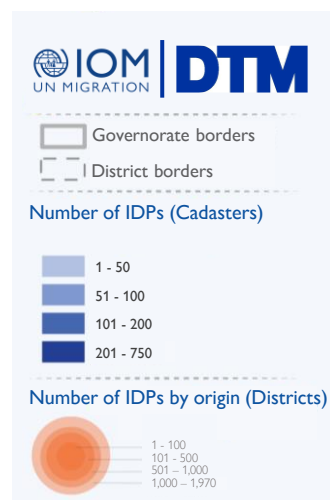 IOM
UN MIGRATION
DTM
Governorate borders
District borders
Number of IDPs (Cadasters)
1 - 50
51 - 100
101 - 200
201 - 750
Number of IDPs by origin (Districts)
1 - 100
101 - 500
501 – 1,000
1,000 – 1,970